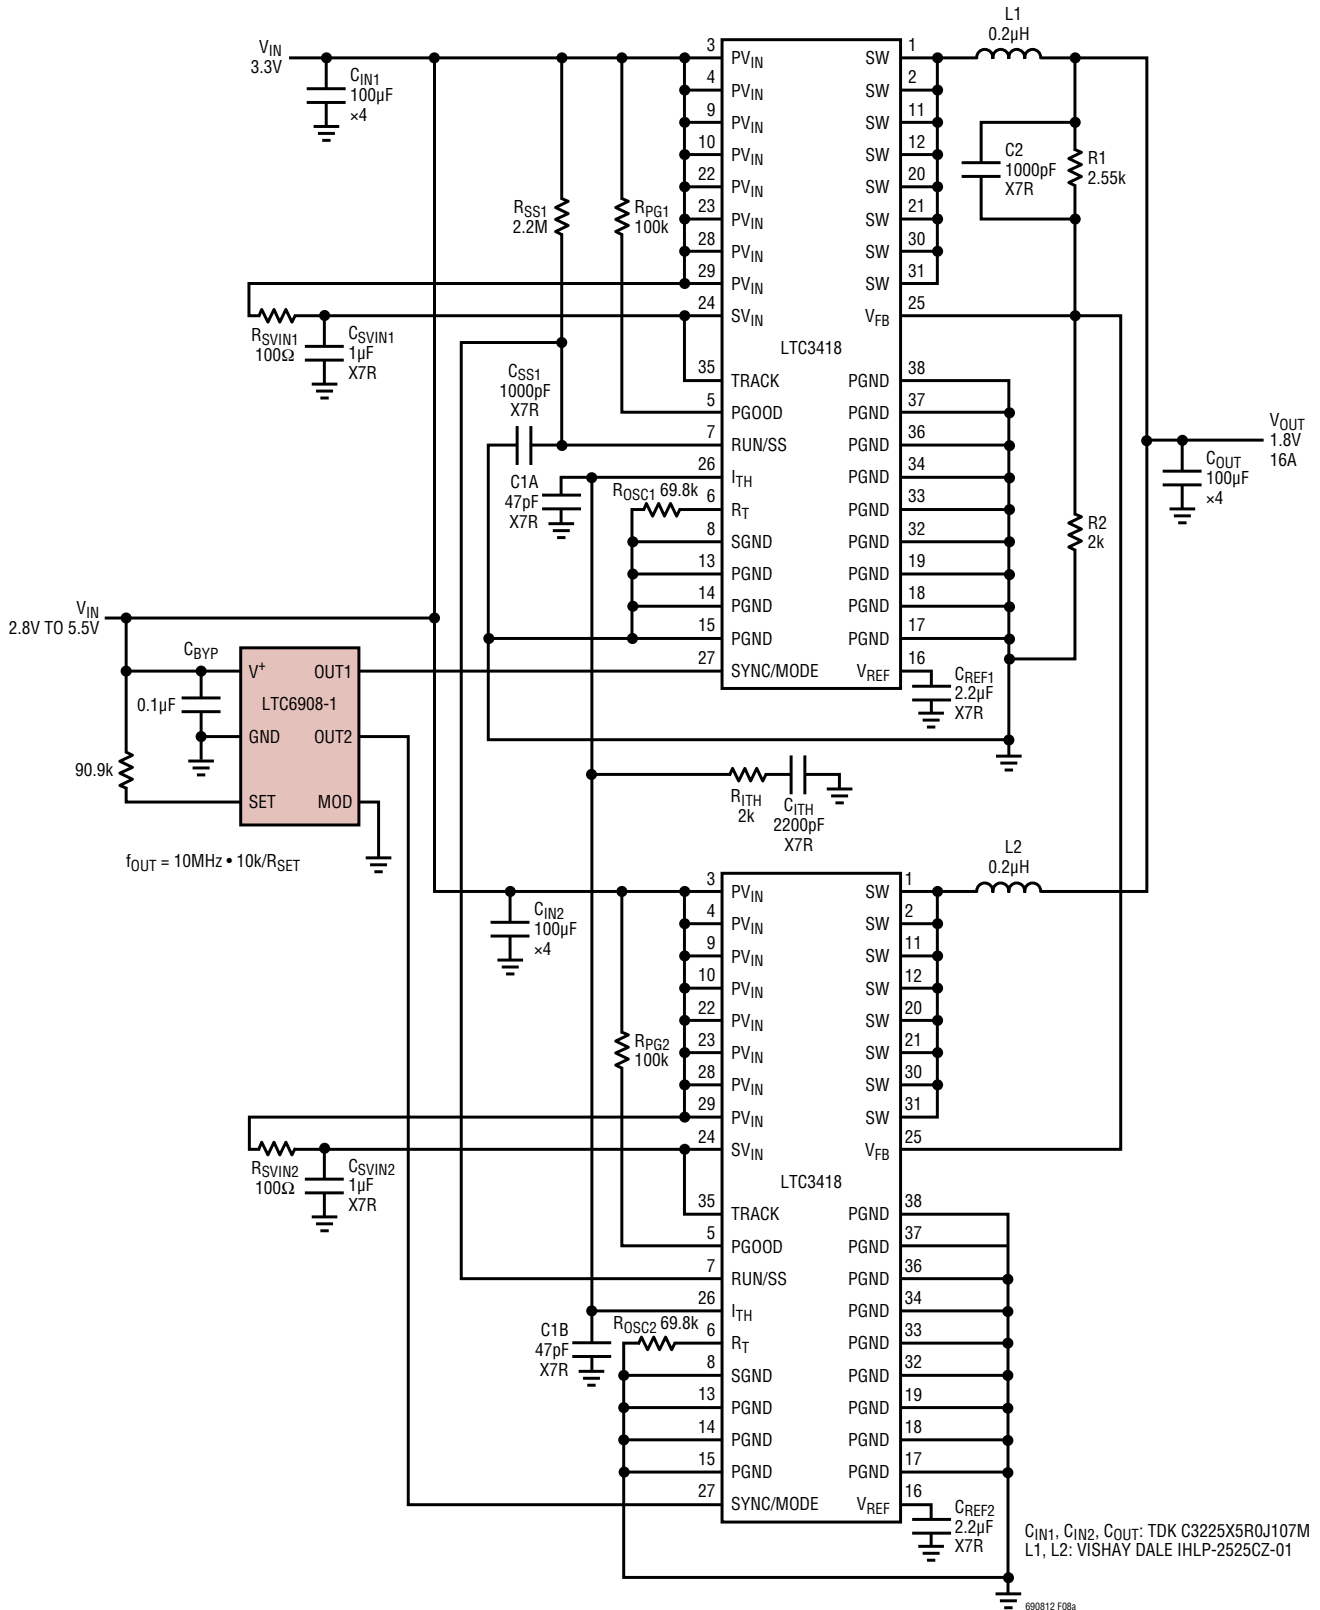 VIN
3.3V
CIN1
100µF
×4
RSS1
2.2M
RPG1
100k
RSVIN1
100Ω
CSVIN1
1µF
X7R
CSS1
1000pF
X7R
C1A
47pF
X7R
ROSC1 69.8k
3
4
9
10
22
23
28
29
24
35
5
7
26
6
8
13
14
15
27
PVIN
PVIN
PVIN
PVIN
PVIN
PVIN
PVIN
PVIN
SVIN
TRACK
PGOOD
RUN/SS
ITH
RT
SGND
PGND
PGND
PGND
SYNC/MODE
LTC3418
SW
SW
SW
SW
SW
SW
SW
SW
VFB
PGND
PGND
PGND
PGND
PGND
PGND
PGND
PGND
PGND
VREF
1
2
11
12
20
21
30
31
25
38
37
36
34
33
32
19
18
17
16
L1
0.2µH
C2
1000pF
X7R
R1
2.55k
R2
2k
VOUT
1.8V
16A
COUT
100µF
×4
CREF1
2.2µF
X7R
VIN
2.8V TO 5.5V
CBYP
0.1µF
90.9k
V+
OUT1
LTC6908-1
GND
OUT2
SET
MOD
fOUT = 10MHz • 10k/RSET
RITH
2k
CITH
2200pF
X7R
CIN2
100µF
×4
RPG2
100k
RSVIN2
100Ω
CSVIN2
1µF
X7R
C1B
47pF
X7R
ROSC2 69.8k
3
4
9
10
22
23
28
29
24
35
5
7
26
6
8
13
14
15
27
PVIN
PVIN
PVIN
PVIN
PVIN
PVIN
PVIN
PVIN
SVIN
TRACK
PGOOD
RUN/SS
ITH
RT
SGND
PGND
PGND
PGND
SYNC/MODE
LTC3418
SW
SW
SW
SW
SW
SW
SW
SW
VFB
PGND
PGND
PGND
PGND
PGND
PGND
PGND
PGND
PGND
VREF
1
2
11
12
20
21
30
31
25
38
37
36
34
33
32
19
18
17
16
L2
0.2µH
CREF2
2.2µF
X7R
CIN1, CIN2, COUT: TDK C3225X5R0J107M
L1, L2: VISHAY DALE IHLP-2525CZ-01
690812 F08a